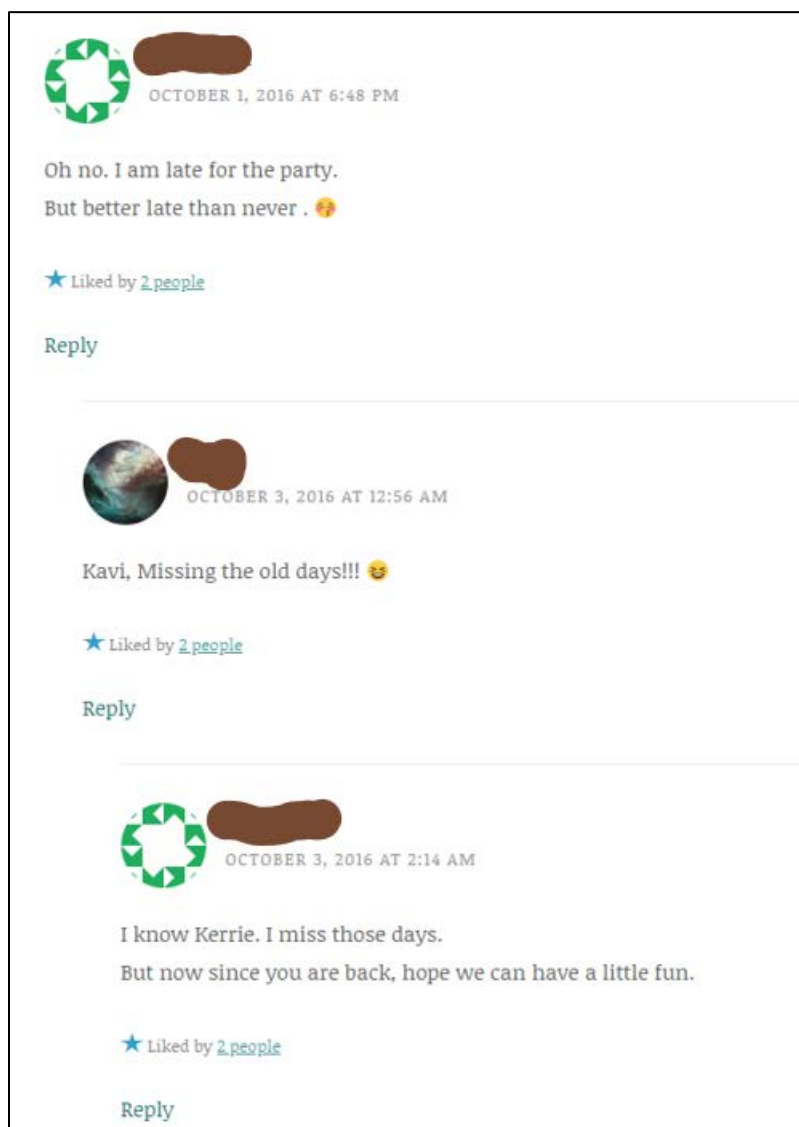 OCTOBER 1, 2016 AT 6:48 PM
Oh no. I am late for the party.
But better late than never . 😚
★ Liked by 2 people
Reply
OCTOBER 3, 2016 AT 12:56 AM
Kavi, Missing the old days!!! 😆
★ Liked by 2 people
Reply
OCTOBER 3, 2016 AT 2:14 AM
I know Kerrie. I miss those days.
But now since you are back, hope we can have a little fun.
★ Liked by 2 people
Reply